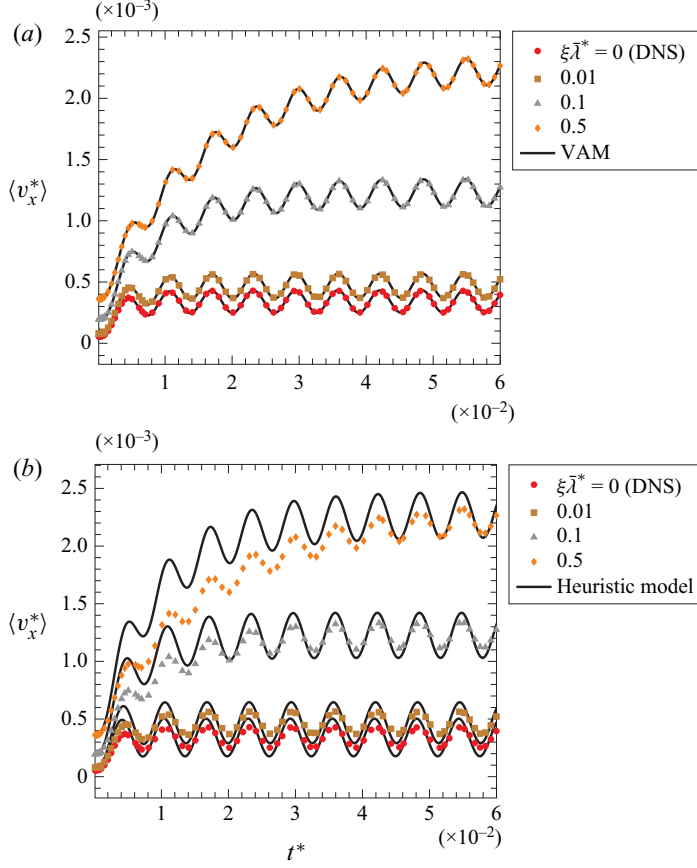 (×10⁻³)
(a)
2.5
2.0
1.5
⟨vₓ*⟩
1.0
0.5
0
1 2 3 4 5 6
(×10⁻²)
ξλ̄* = 0 (DNS)
0.01
0.1
0.5
VAM
(×10⁻³)
(b)
2.5
2.0
1.5
⟨vₓ*⟩
1.0
0.5
0
1 2 3 4 5 6
t* (×10⁻²)
ξλ̄* = 0 (DNS)
0.01
0.1
0.5
Heuristic model